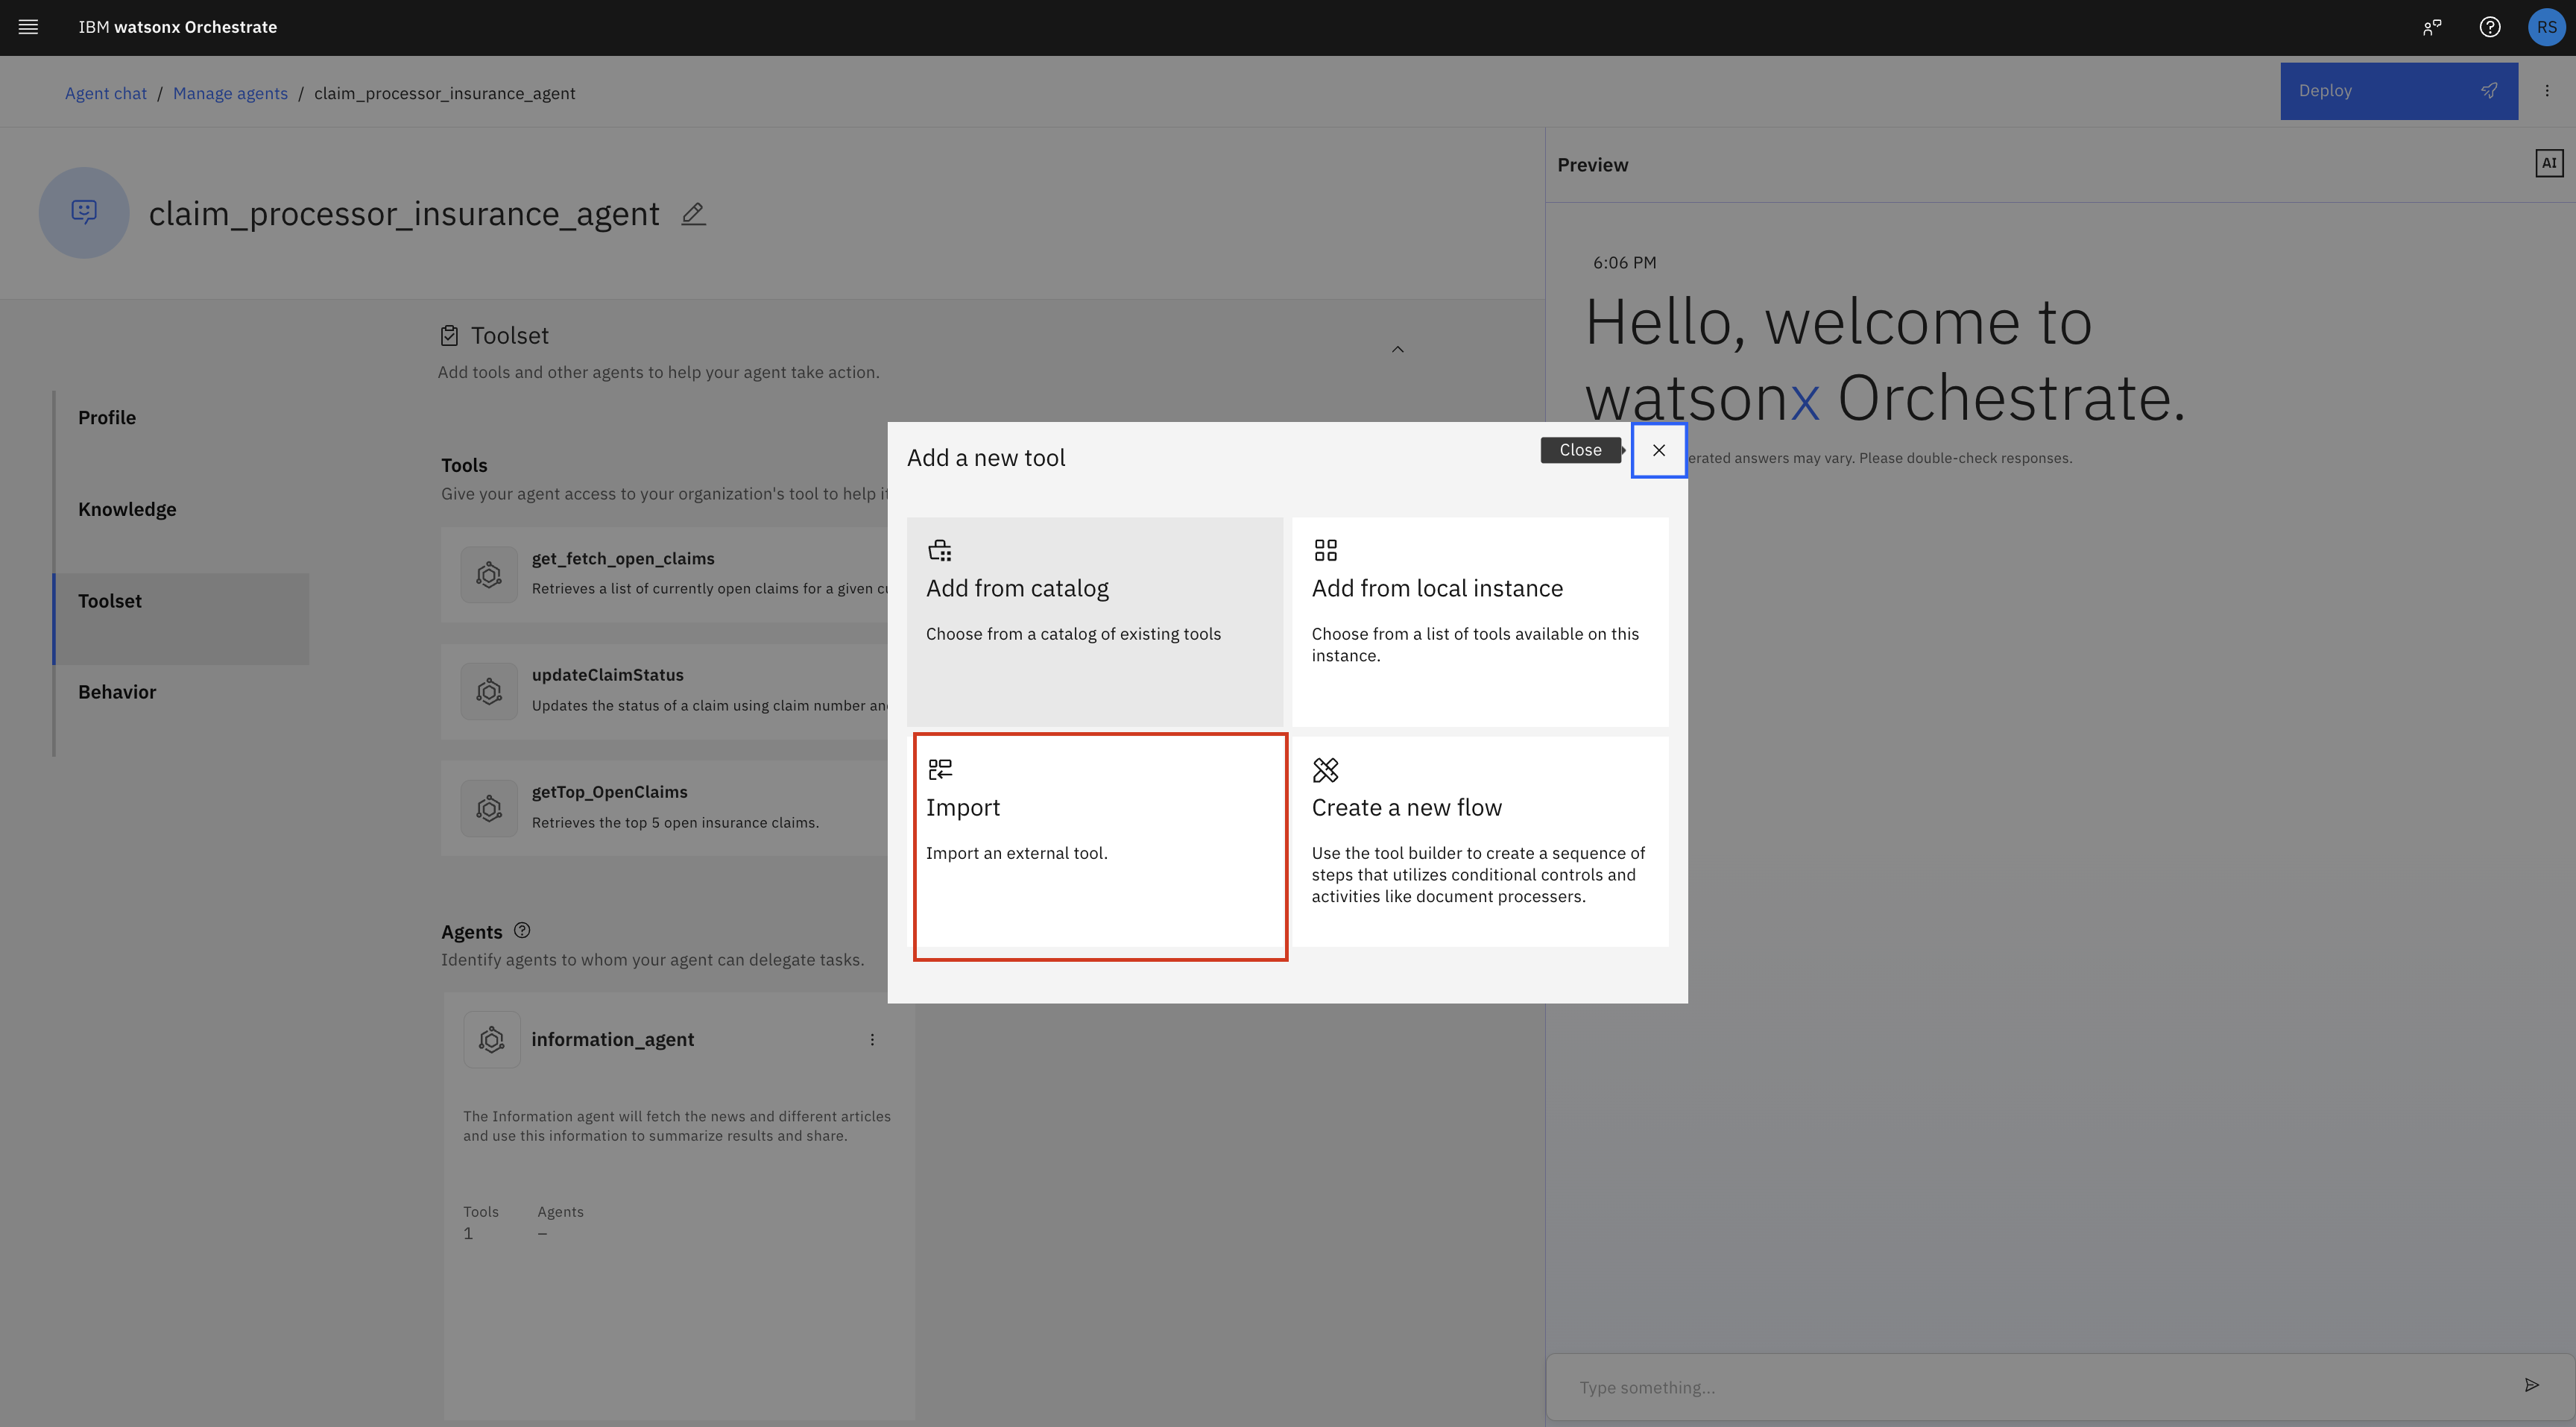 IBM watsonx Orchestrate
RS
Agent chat / Manage agents / claim_processor_insurance_agent
Deploy
claim_processor_insurance_agent
Preview
AI
6:06 PM
Hello, welcome to
watsonx Orchestrate.
erated answers may vary. Please double-check responses.
Toolset
Add tools and other agents to help your agent take action.
Profile
Knowledge
Toolset
Behavior
Tools
Give your agent access to your organization's tool to help it
get_fetch_open_claims
Retrieves a list of currently open claims for a given
updateClaimStatus
Updates the status of a claim using claim number
getTop_OpenClaims
Retrieves the top 5 open insurance claims.
Agents
Identify agents to whom your agent can delegate tasks.
information_agent
The Information agent will fetch the news and different articles
and use this information to summarize results and share.
Tools Agents
1 –
Add a new tool
Close
Add from catalog
Choose from a catalog of existing tools
Add from local instance
Choose from a list of tools available on this
instance.
Import
Import an external tool.
Create a new flow
Use the tool builder to create a sequence of
steps that utilizes conditional controls and
activities like document processers.
Type something...